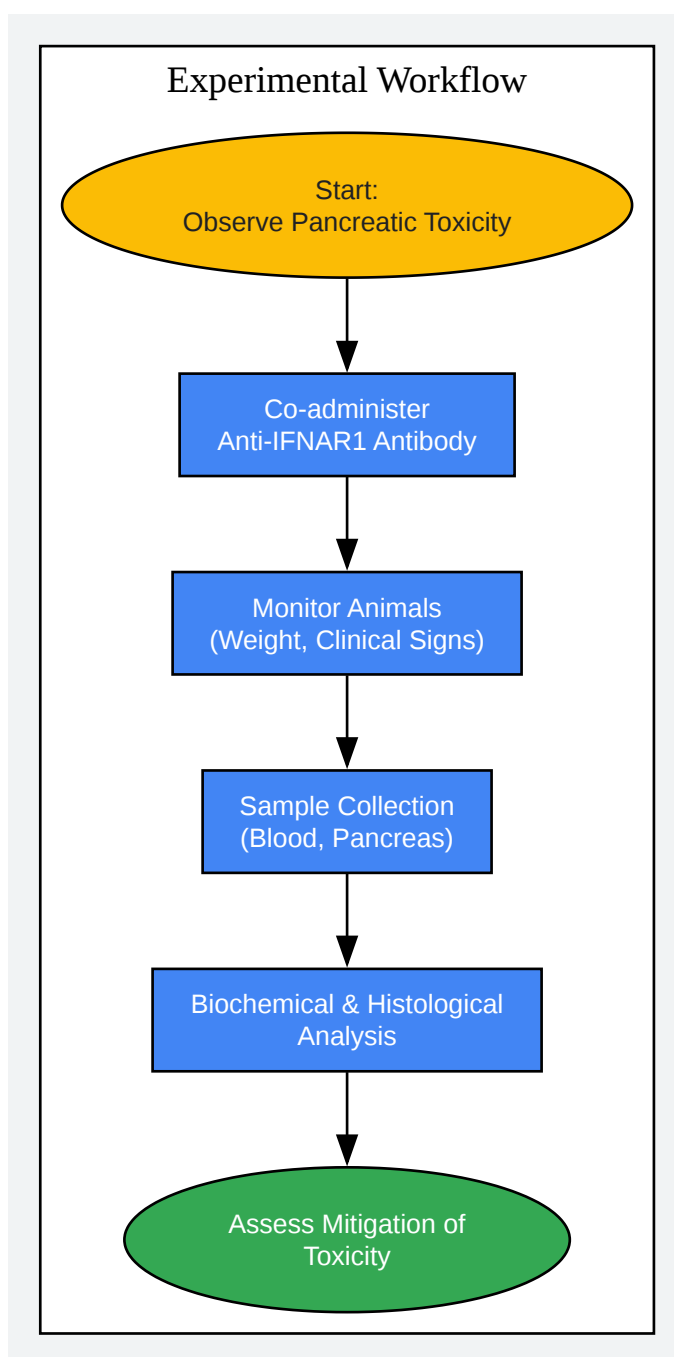 Experimental Workflow
Start:
Observe Pancreatic Toxicity
Co-administer
Anti-IFNAR1 Antibody
Monitor Animals
(Weight, Clinical Signs)
Sample Collection
(Blood, Pancreas)
Biochemical & Histological
Analysis
Assess Mitigation of
Toxicity